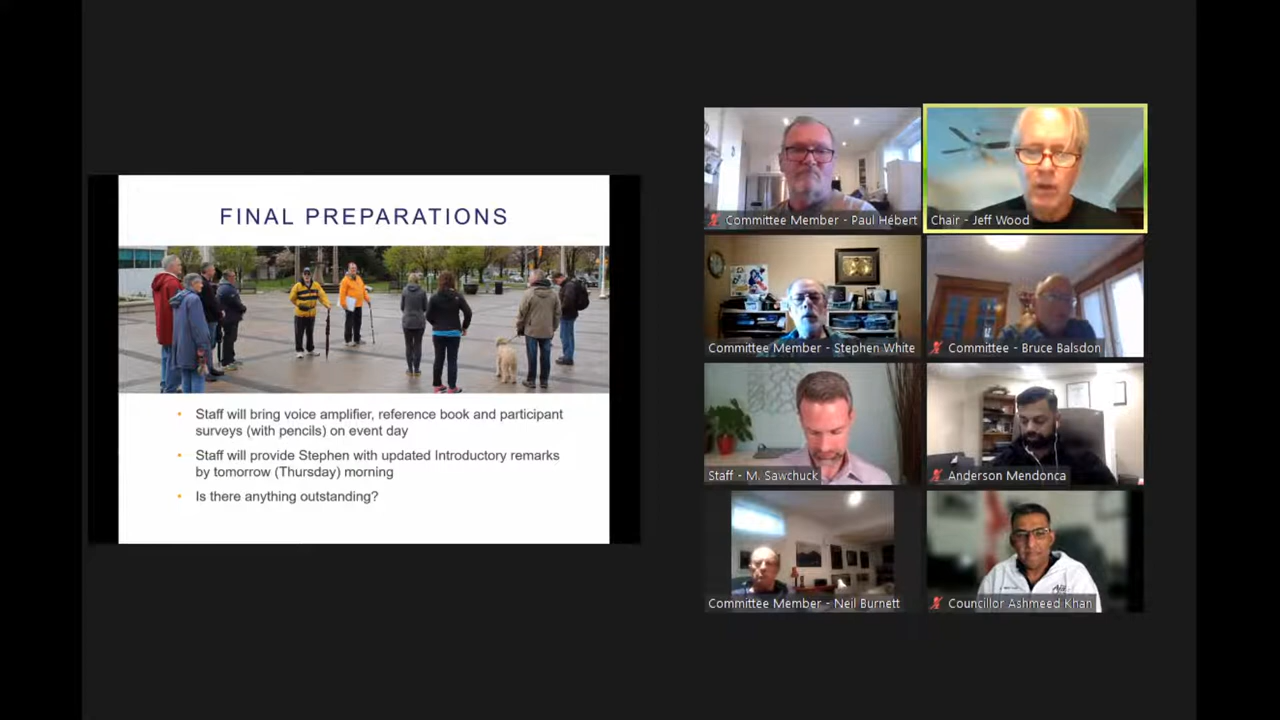 FINAL PREPARATIONS
Staff will bring voice amplifier, reference book and participant
surveys (with pencils) on event day
Staff will provide Stephen with updated Introductory remarks
by tomorrow (Thursday) morning
Is there anything outstanding?
Committee Member - Paul Hébert
Chair - Jeff Wood
Committee Member - Stephen White
Committee - Bruce Balsdon
Staff - M. Sawchuck
Anderson Mendonca
Committee Member - Neil Burnett
Councillor Ashmeed Khan